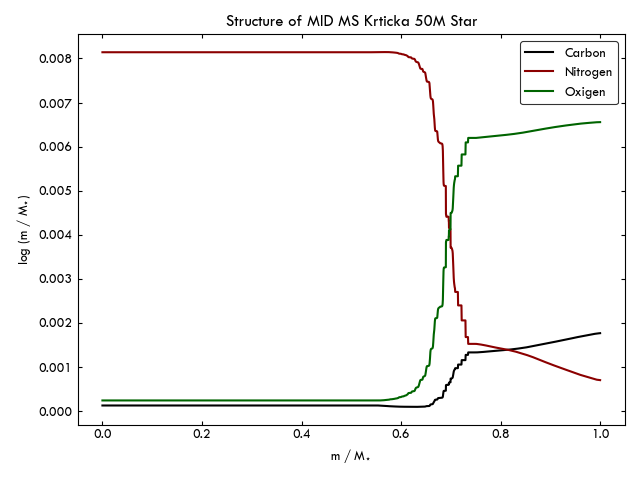 Structure of MID MS Krticka 50M Star
Carbon
Nitrogen
Oxigen
log (m / M⋆)
0.008
0.007
0.006
0.005
0.004
0.003
0.002
0.001
0.000
0.0 0.2 0.4 0.6 0.8 1.0
m / M⋆